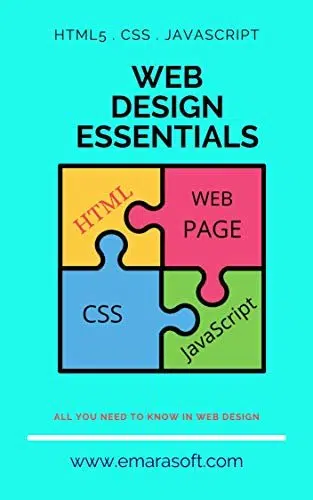 HTML5 . CSS . JAVASCRIPT
WEB
DESIGN
ESSENTIALS
HTML
WEB
PAGE
CSS
JavaScript
ALL YOU NEED TO KNOW IN WEB DESIGN
www.emarasoft.com